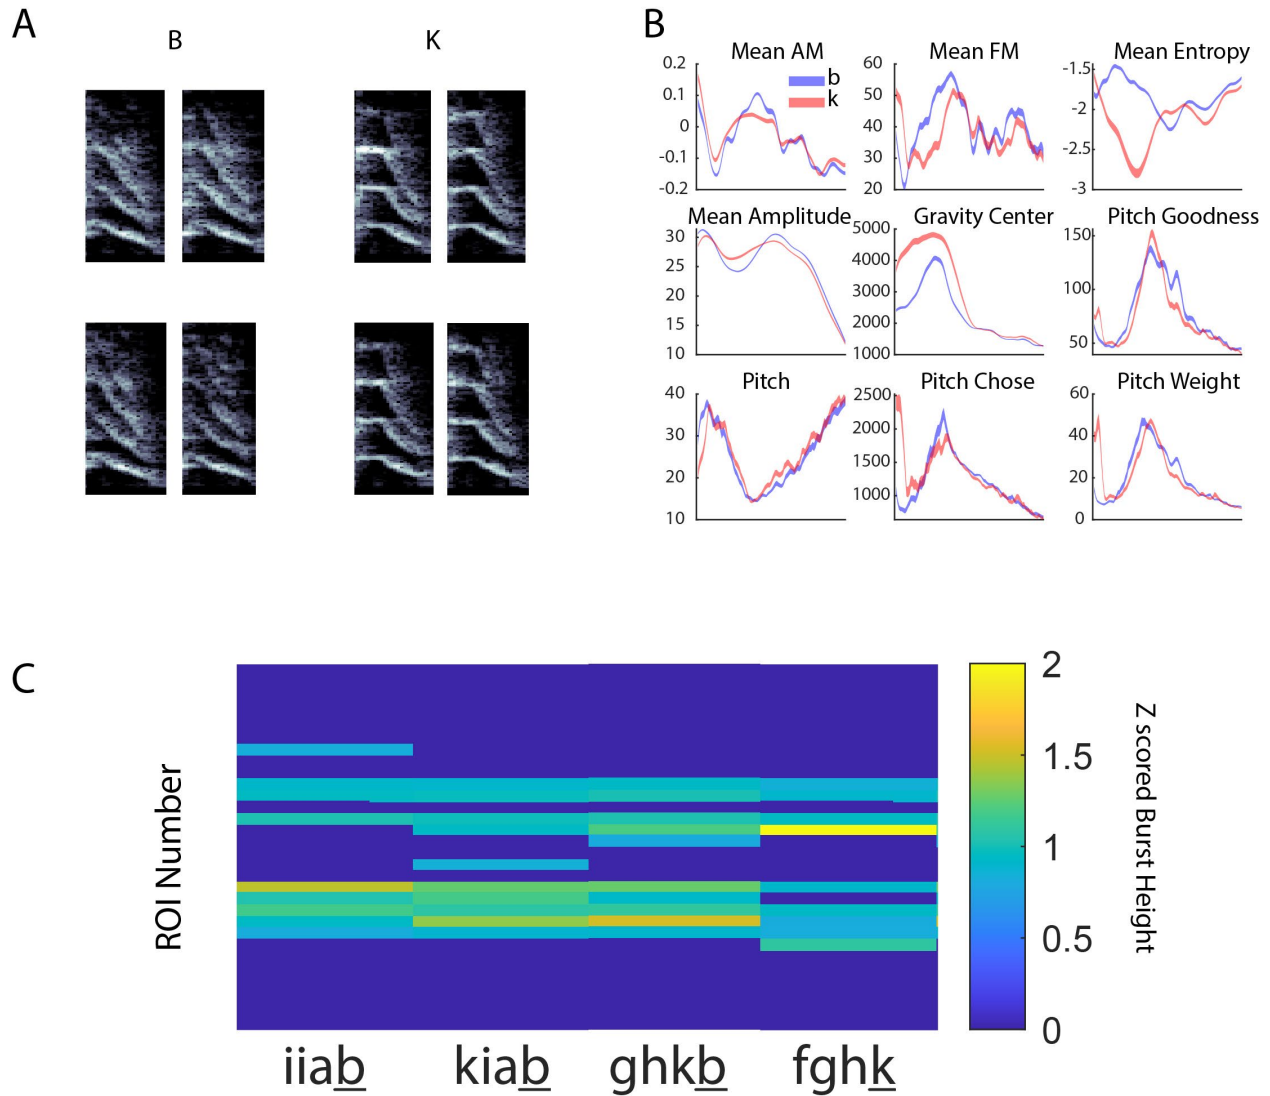 A
B
K
B
Mean AM
Mean FM
Mean Entropy
0.2
0.1
0
-0.1
-0.2
b
k
60
50
40
30
20
-1.5
-2
-2.5
-3
Mean Amplitude
Gravity Center
Pitch Goodness
30
25
20
15
10
5000
4000
3000
2000
1000
150
100
50
Pitch
Pitch Chose
Pitch Weight
40
30
20
10
2500
2000
1500
1000
60
40
20
0
C
ROI Number
2
1.5
1
0.5
0
Z scored Burst Height
iiab
kiab
ghkb
fghk